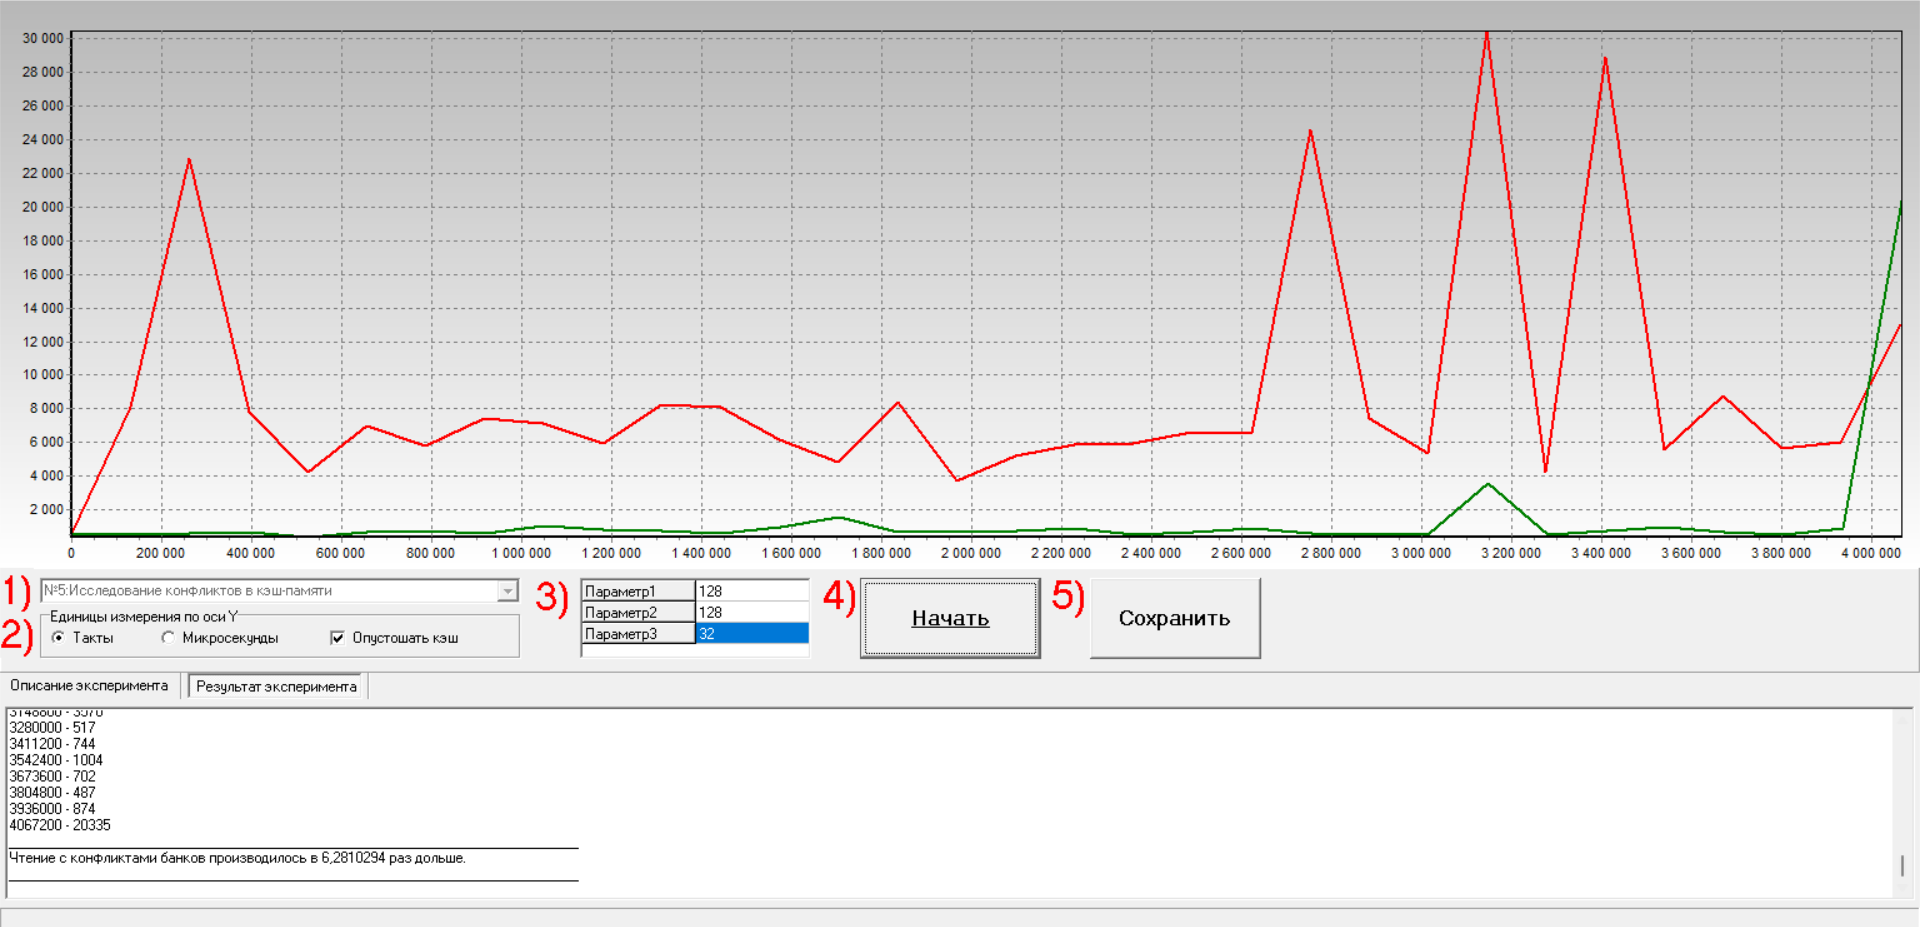 30 000
28 000
26 000
24 000
22 000
20 000
18 000
16 000
14 000
12 000
10 000
8 000
6 000
4 000
2 000
0 200 000 400 000 600 000 800 000 1 000 000 1 200 000 1 400 000 1 600 000 1 800 000 2 000 000 2 200 000 2 400 000 2 600 000 2 800 000 3 000 000 3 200 000 3 400 000 3 600 000 3 800 000 4 000 000
1) №5:Исследование конфликтов в кэш-памяти
2) Единицы измерения по оси Y
Такты Микросекунды Опустошать кэш
3) Параметр1 128
Параметр2 128
Параметр3 32
4) Начать
5) Сохранить
Описание эксперимента Результат эксперимента
3148800 - 3570
3280000 - 517
3411200 - 744
3542400 - 1004
3673600 - 702
3804800 - 487
3936000 - 874
4067200 - 20335
Чтение с конфликтами банков производилось в 6,2810294 раз дольше.